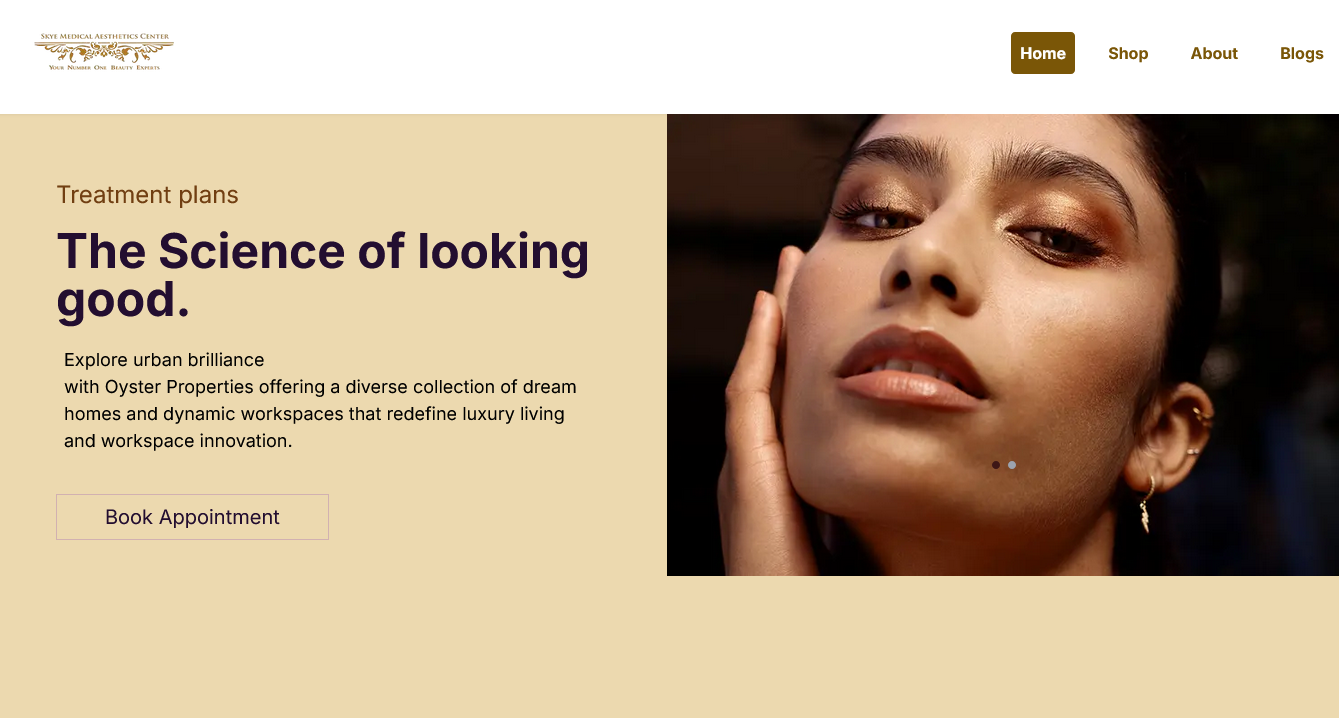 SKYE MEDICAL AESTHETICS CENTER
YOUR NUMBER ONE BEAUTY EXPERTS
Home Shop About Blogs
Treatment plans
The Science of looking
good.
Explore urban brilliance
with Oyster Properties offering a diverse collection of dream
homes and dynamic workspaces that redefine luxury living
and workspace innovation.
Book Appointment